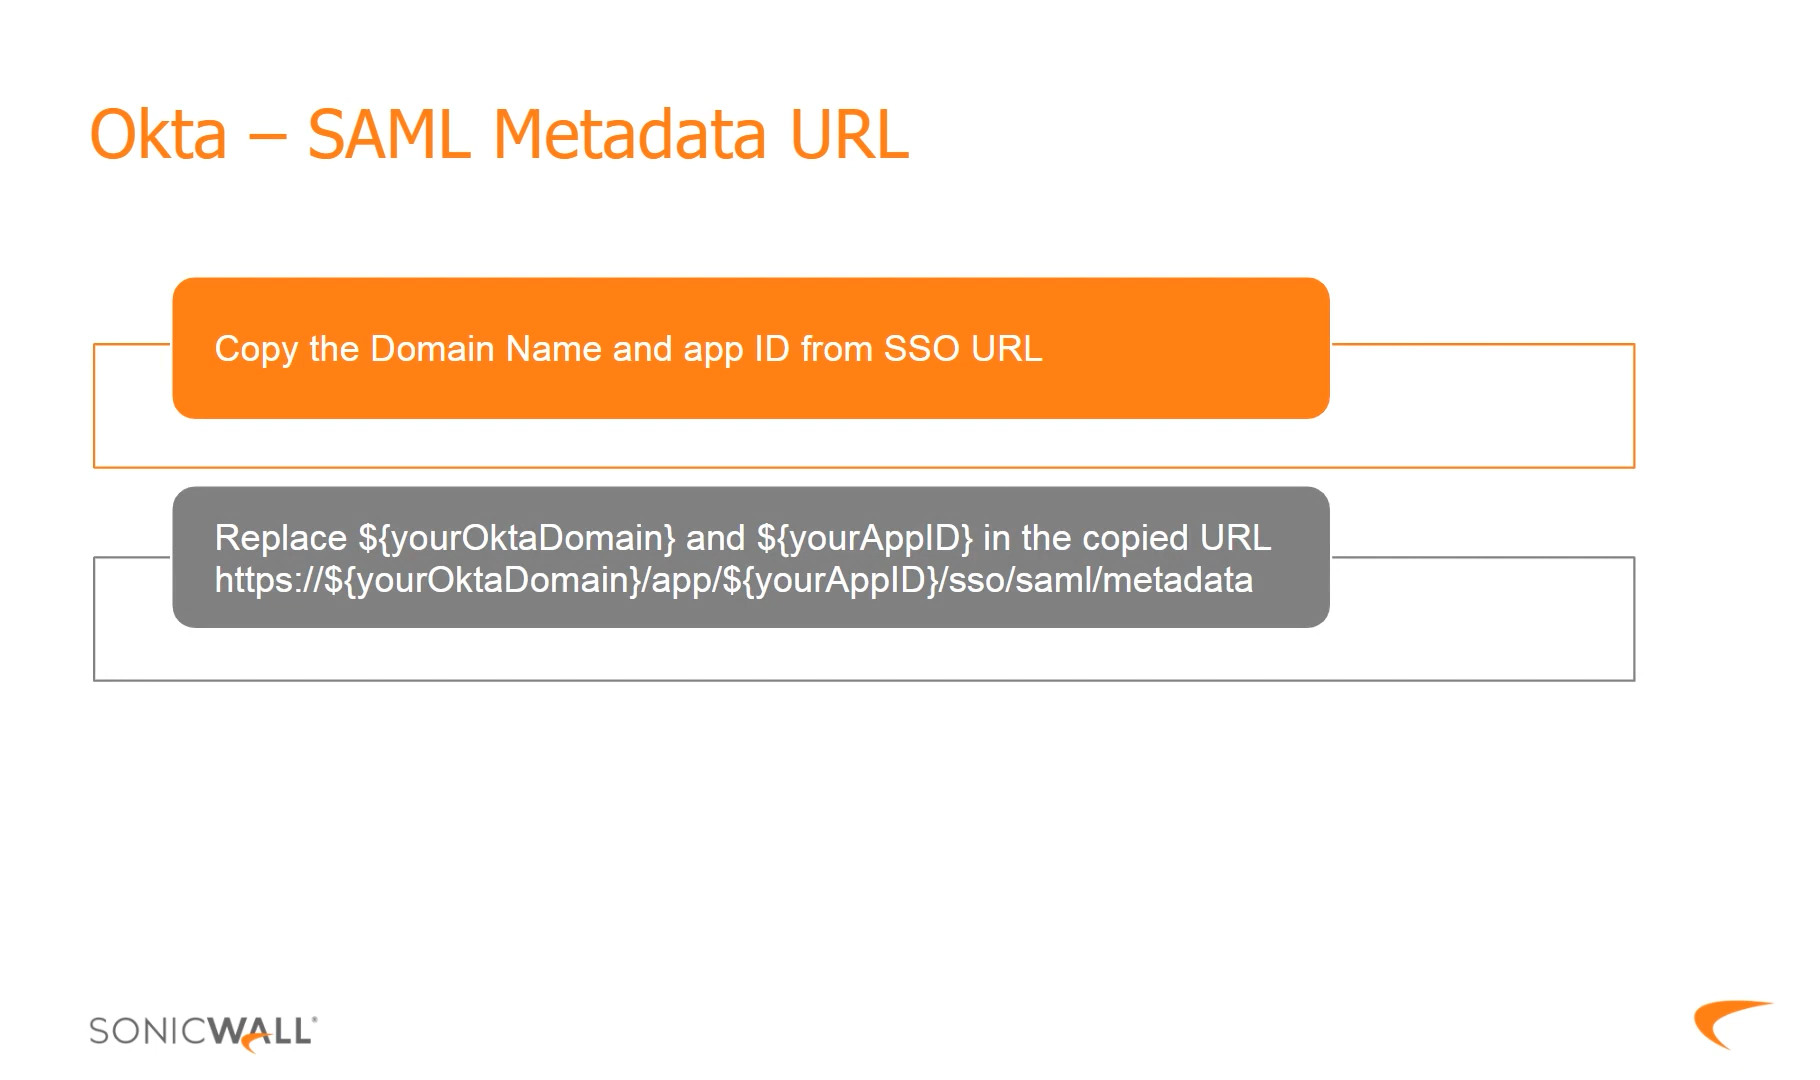 Okta – SAML Metadata URL
Copy the Domain Name and app ID from SSO URL
Replace ${yourOktaDomain} and ${yourAppID} in the copied URL
https://${yourOktaDomain}/app/${yourAppID}/sso/saml/metadata
SONICWALL®